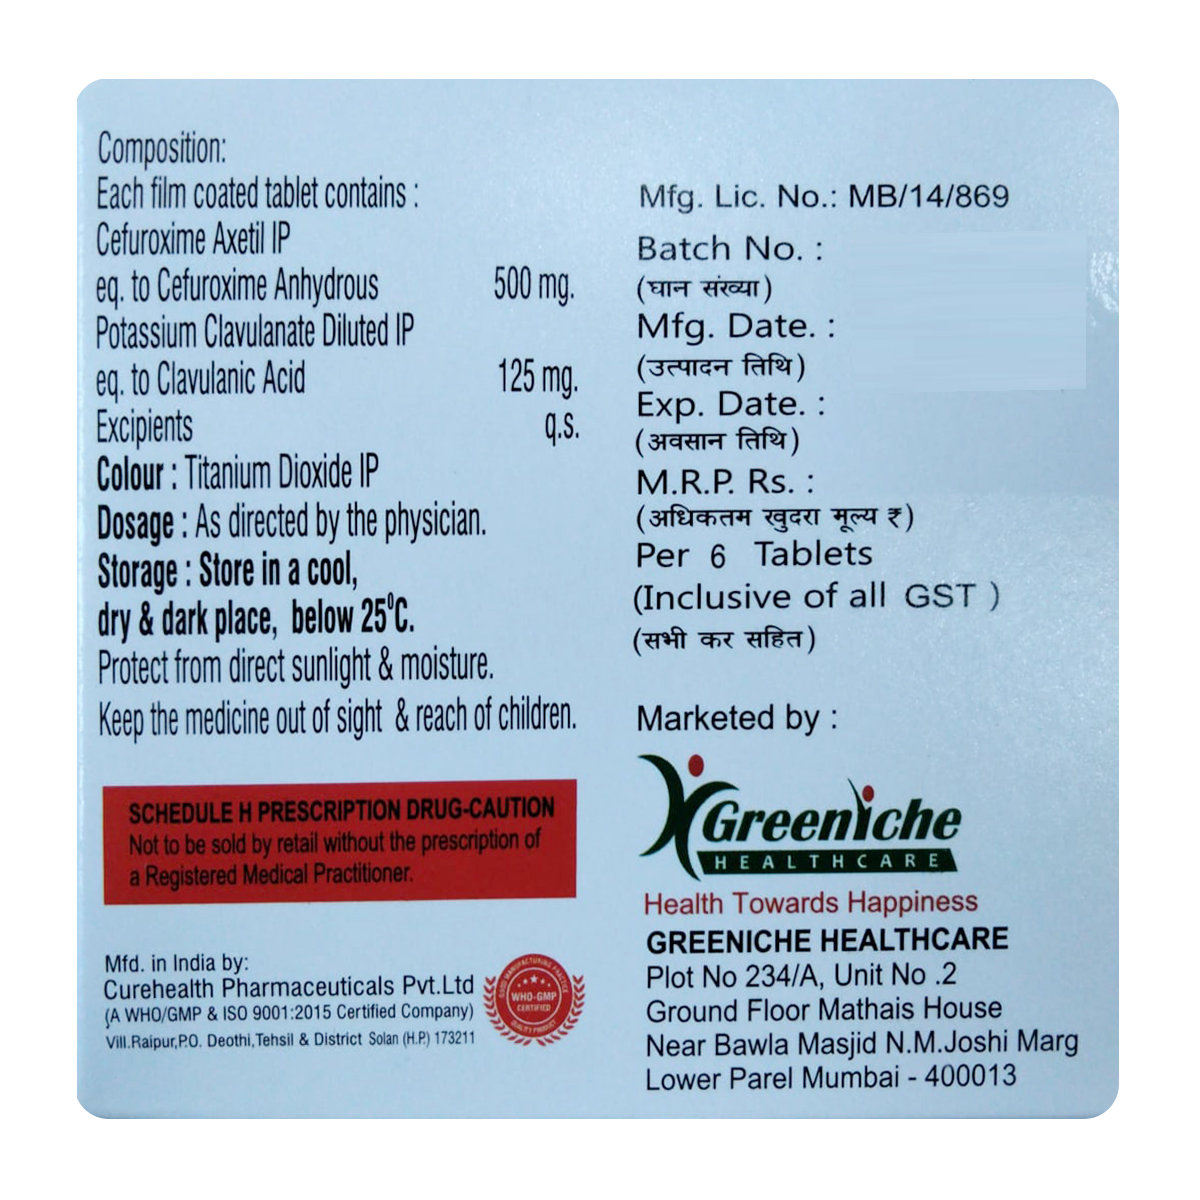 Composition:
Each film coated tablet contains :
Cefuroxime Axetil IP
eq. to Cefuroxime Anhydrous 500 mg.
Potassium Clavulanate Diluted IP
eq. to Clavulanic Acid 125 mg.
Excipients q.s.
Colour : Titanium Dioxide IP
Dosage : As directed by the physician.
Storage : Store in a cool,
dry & dark place, below 25⁰C.
Protect from direct sunlight & moisture.
Keep the medicine out of sight & reach of children.
SCHEDULE H PRESCRIPTION DRUG-CAUTION
Not to be sold by retail without the prescription of
a Registered Medical Practitioner.
Mfd. in India by:
Curehealth Pharmaceuticals Pvt.Ltd
(A WHO/GMP & ISO 9001:2015 Certified Company)
Vill.Raipur,P.O. Deothi,Tehsil & District Solan (H.P.) 173211
GOOD MANUFACTURING PRACTICE
WHO-GMP
CERTIFIED
QUALITY PRODUCT
Mfg. Lic. No.: MB/14/869
Batch No. :
(घान संख्या)
Mfg. Date. :
(उत्पादन तिथि)
Exp. Date. :
(अवसान तिथि)
M.R.P. Rs. :
(अधिकतम खुदरा मूल्य ₹)
Per 6 Tablets
(Inclusive of all GST )
(सभी कर सहित)
Marketed by :
Greeniche
HEALTHCARE
Health Towards Happiness
GREENICHE HEALTHCARE
Plot No 234/A, Unit No .2
Ground Floor Mathais House
Near Bawla Masjid N.M.Joshi Marg
Lower Parel Mumbai - 400013